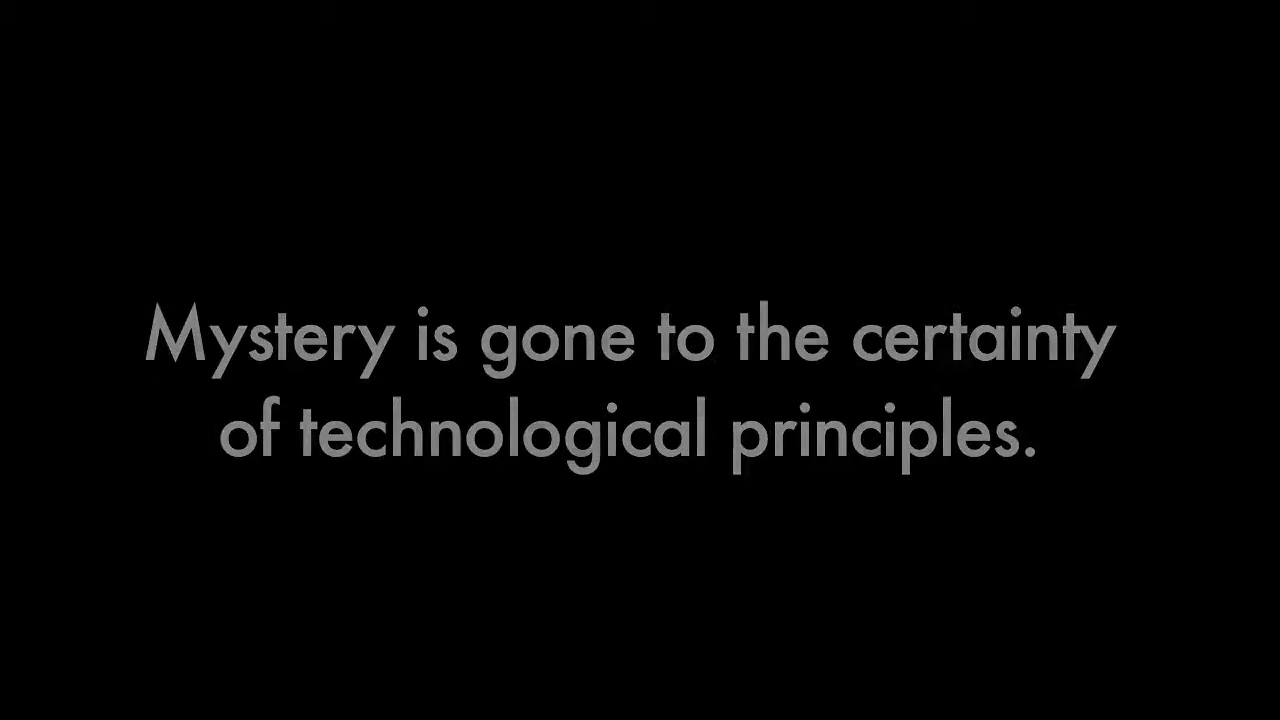 Mystery is gone to the certainty
of technological principles.